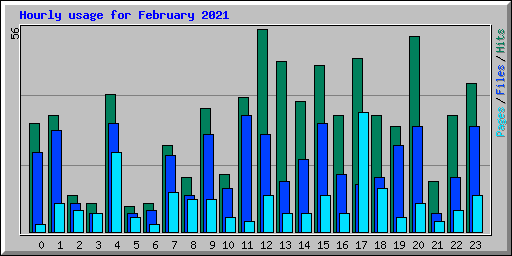 Hourly usage for February 2021
56
Pages / Files / Hits
0 1 2 3 4 5 6 7 8 9 10 11 12 13 14 15 16 17 18 19 20 21 22 23